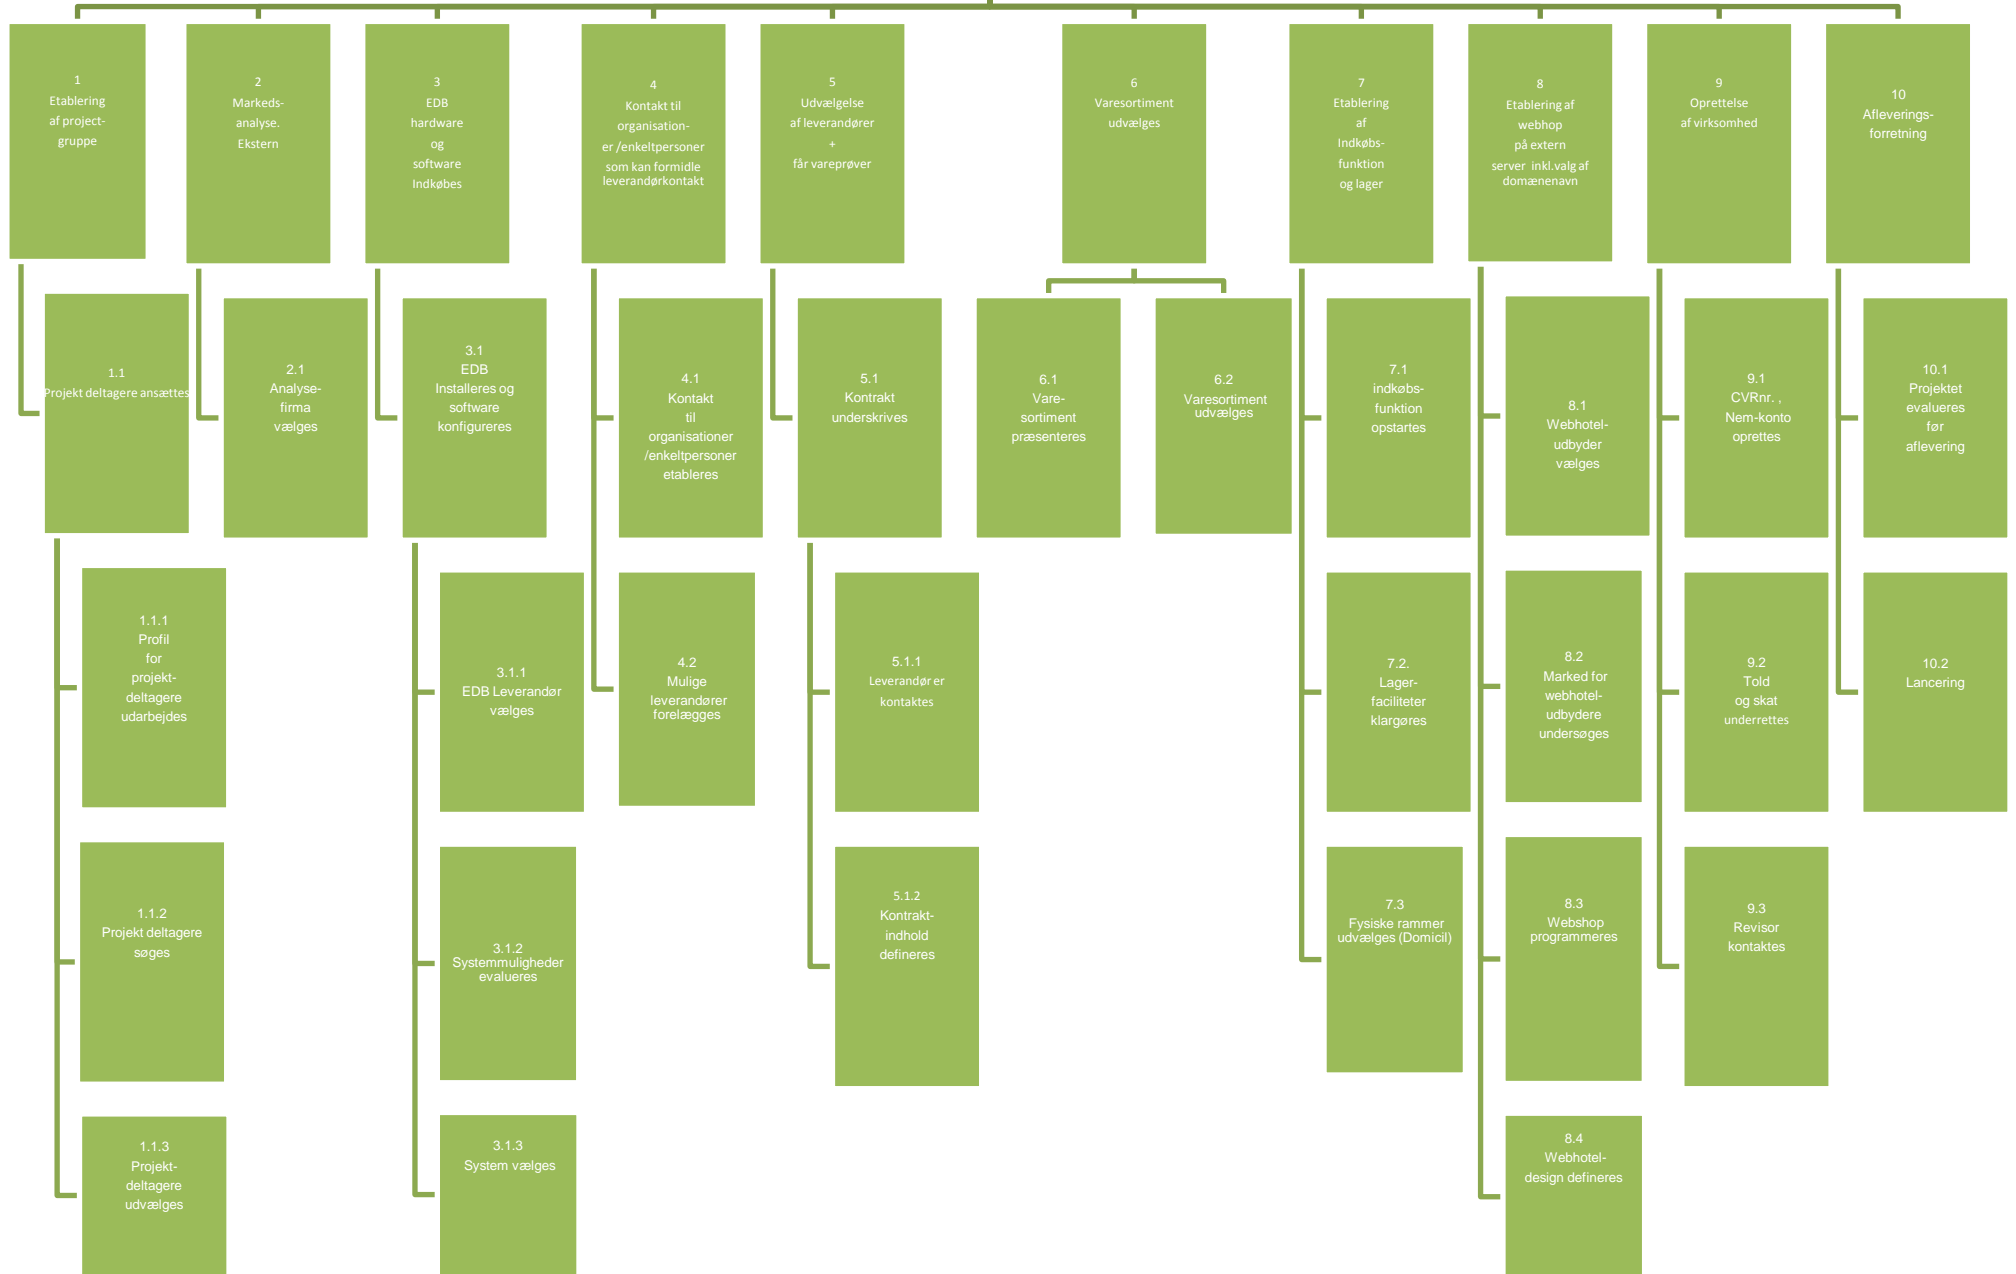 1
Etablering
af project-
gruppe
2
Markeds-
analyse.
Ekstern
3
EDB
hardware
og
software
Indkøbes
4
Kontakt til
organisation-
er /enkeltpersoner
som kan formidle
leverandørkontakt
5
Udvælgelse
af leverandører
+
får vareprøver
6
Varesortiment
udvælges
7
Etablering
af
Indkøbs-
funktion
og lager
8
Etablering af
webhop
på extern
server inkl.valg af
domænenavn
9
Oprettelse
af virksomhed
10
Afleverings-
forretning
1.1
Projekt deltagere ansættes
2.1
Analyse-
firma
vælges
3.1
EDB
Installeres og
software
konfigureres
4.1
Kontakt
til
organisationer
/enkeltpersoner
etableres
5.1
Kontrakt
underskrives
6.1
Vare-
sortiment
præsenteres
6.2
Varesortiment
udvælges
7.1
indkøbs-
funktion
opstartes
8.1
Webhotel-
udbyder
vælges
9.1
CVRnr. ,
Nem-konto
oprettes
10.1
Projektet
evalueres
før
aflevering
1.1.1
Profil
for
projekt-
deltagere
udarbejdes
3.1.1
EDB Leverandør
vælges
4.2
Mulige
leverandører
forelægges
5.1.1
Leverandør er
kontaktes
7.2.
Lager-
faciliteter
klargøres
8.2
Marked for
webhotel-
udbydere
undersøges
9.2
Told
og skat
underrettes
10.2
Lancering
1.1.2
Projekt deltagere
søges
3.1.2
Systemmuligheder
evalueres
5.1.2
Kontrakt-
indhold
defineres
7.3
Fysiske rammer
udvælges (Domicil)
8.3
Webshop
programmeres
9.3
Revisor
kontaktes
1.1.3
Projekt-
deltagere
udvælges
3.1.3
System vælges
8.4
Webhotel-
design defineres